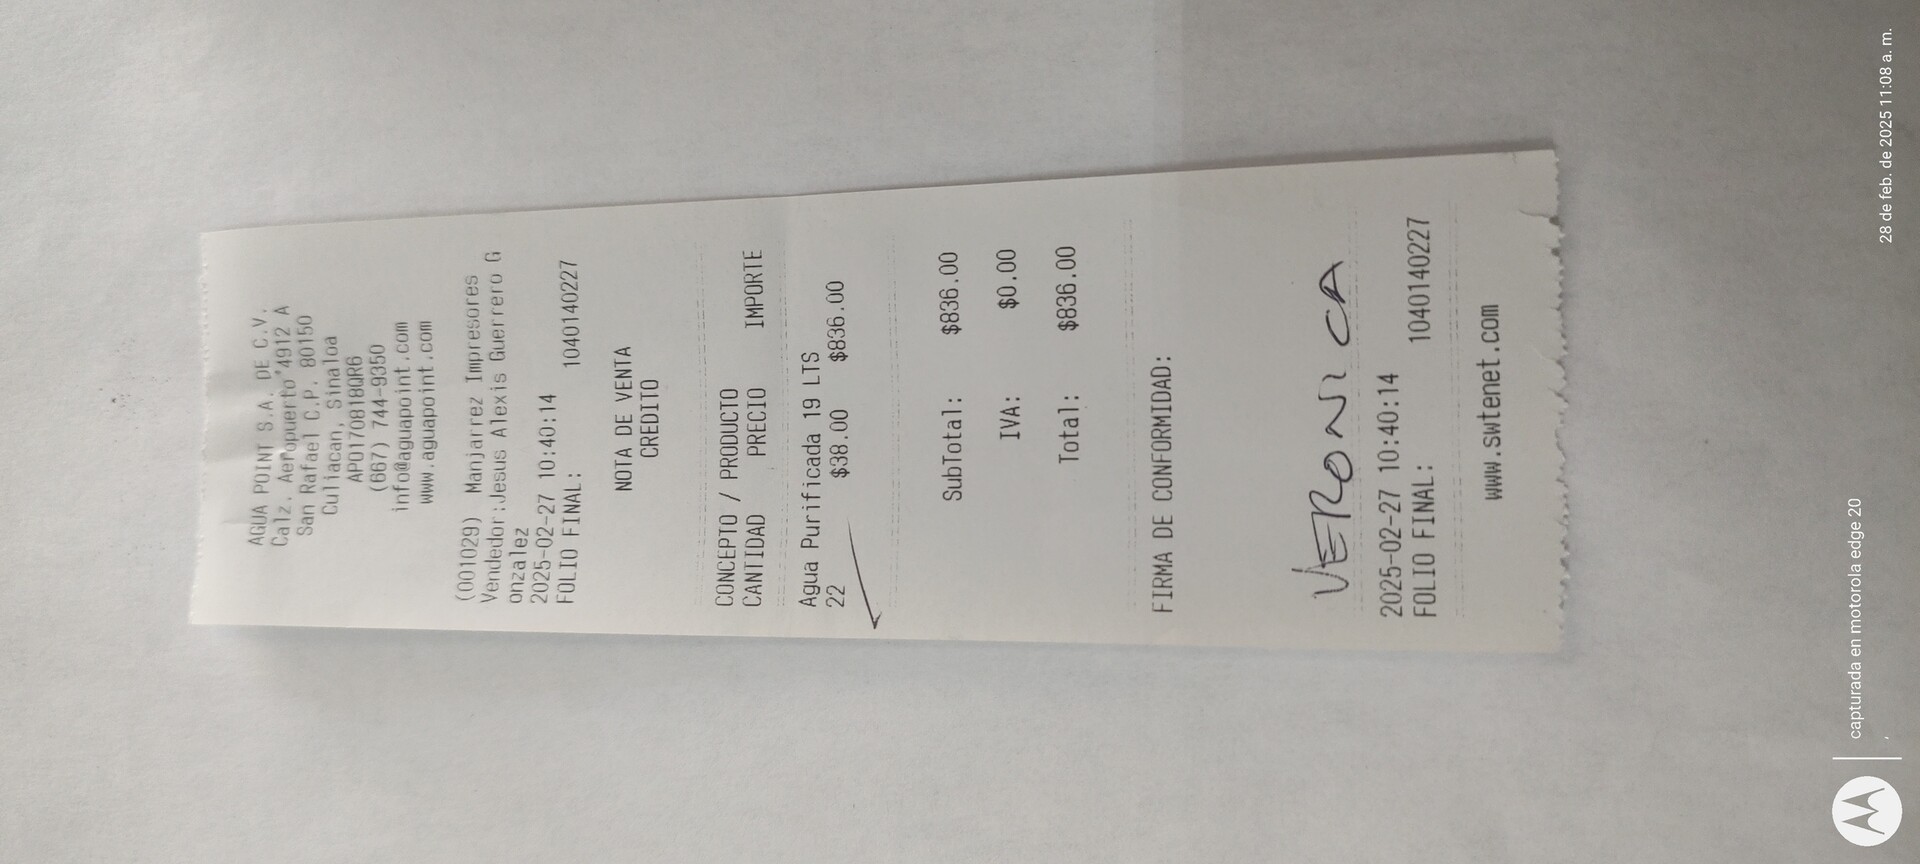 AGUA POINT S.A. DE C.V.
Calz. Aeropuerto 4912 A
San Rafael C.P. 80150
Culiacan, Sinaloa
APO170818QR6
(667) 744-9350
info@aguapoint.com
www.aguapoint.com
(001029) Manjarrez Impresores
Vendedor:Jesus Alexis Guerrero G
onzalez
2025-02-27 10:40:14
FOLIO FINAL: 1040140227
NOTA DE VENTA
CREDITO
CONCEPTO / PRODUCTO
CANTIDAD PRECIO IMPORTE
Agua Purificada 19 LTS
22 $38.00 $836.00
SubTotal: $836.00
IVA: $0.00
Total: $836.00
FIRMA DE CONFORMIDAD:
VERONICA
2025-02-27 10:40:14
FOLIO FINAL: 1040140227
www.swtenet.com
capturada en motorola edge 20
28 de feb. de 2025 11:08 a. m.